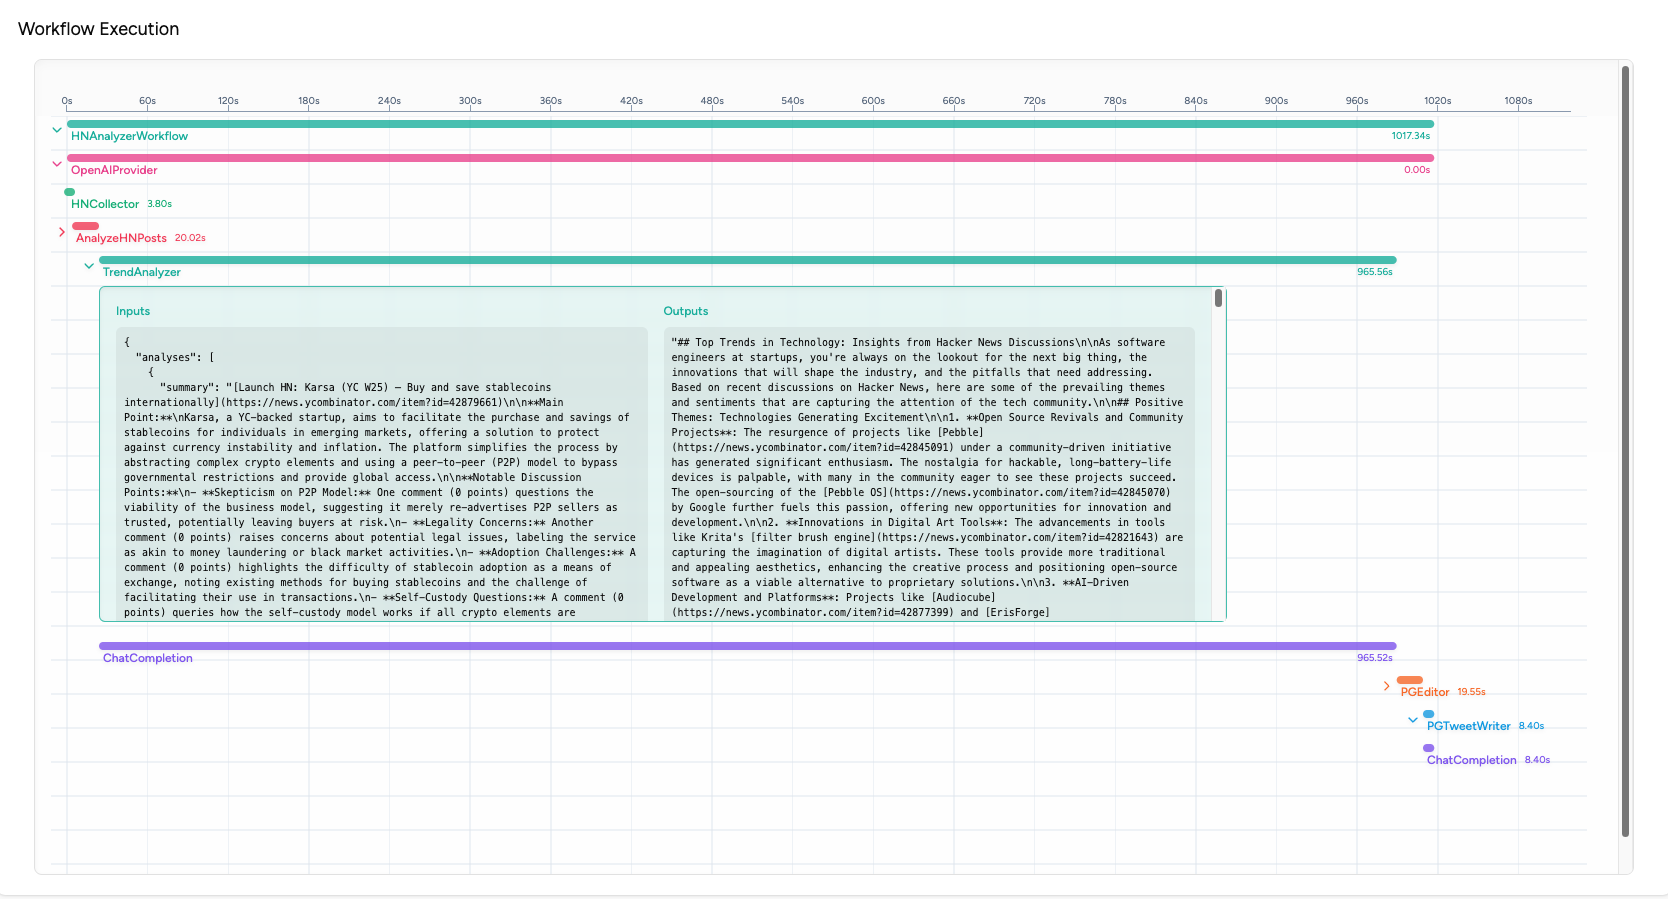 Workflow Execution
0s 60s 120s 180s 240s 300s 360s 420s 480s 540s 600s 660s 720s 780s 840s 900s 960s 1020s 1080s
HNAnalyzerWorkflow 1017.34s
OpenAIProvider 0.00s
HNCollector 3.80s
AnalyzeHNPosts 20.02s
TrendAnalyzer 965.56s
Inputs
{
"analyses": [
{
"summary": "[Launch HN: Karsa (YC W25) – Buy and save stablecoins
internationally](https://news.ycombinator.com/item?id=42879661)\n\n**Main
Point:**\nKarsa, a YC-backed startup, aims to facilitate the purchase and savings of
stablecoins for individuals in emerging markets, offering a solution to protect
against currency instability and inflation. The platform simplifies the process by
abstracting complex crypto elements and using a peer-to-peer (P2P) model to bypass
governmental restrictions and provide global access.\n\n**Notable Discussion
Points:**\n- **Skepticism on P2P Model:** One comment (0 points) questions the
viability of the business model, suggesting it merely re-advertises P2P sellers as
trusted, potentially leaving buyers at risk.\n- **Legality Concerns:** Another
comment (0 points) raises concerns about potential legal issues, labeling the service
as akin to money laundering or black market activities.\n- **Adoption Challenges:** A
comment (0 points) highlights the difficulty of stablecoin adoption as a means of
exchange, noting existing methods for buying stablecoins and the challenge of
facilitating their use in transactions.\n- **Self-Custody Questions:** A comment (0
points) queries how the self-custody model works if all crypto elements are
Outputs
"## Top Trends in Technology: Insights from Hacker News Discussions\n\nAs software
engineers at startups, you're always on the lookout for the next big thing, the
innovations that will shape the industry, and the pitfalls that need addressing.
Based on recent discussions on Hacker News, here are some of the prevailing themes
and sentiments that are capturing the attention of the tech community.\n\n## Positive
Themes: Technologies Generating Excitement\n\n1. **Open Source Revivals and Community
Projects**: The resurgence of projects like [Pebble]
(https://news.ycombinator.com/item?id=42845091) under a community-driven initiative
has generated significant enthusiasm. The nostalgia for hackable, long-battery-life
devices is palpable, with many in the community eager to see these projects succeed.
The open-sourcing of the [Pebble OS](https://news.ycombinator.com/item?id=42845070)
by Google further fuels this passion, offering new opportunities for innovation and
development.\n\n2. **Innovations in Digital Art Tools**: The advancements in tools
like Krita's [filter brush engine](https://news.ycombinator.com/item?id=42821643) are
capturing the imagination of digital artists. These tools provide more traditional
and appealing aesthetics, enhancing the creative process and positioning open-source
software as a viable alternative to proprietary solutions.\n\n3. **AI-Driven
Development and Platforms**: Projects like [Audiocube]
(https://news.ycombinator.com/item?id=42877399) and [ErisForge]
ChatCompletion 965.52s
PGEditor 19.55s
PGTweetWriter 8.40s
ChatCompletion 8.40s